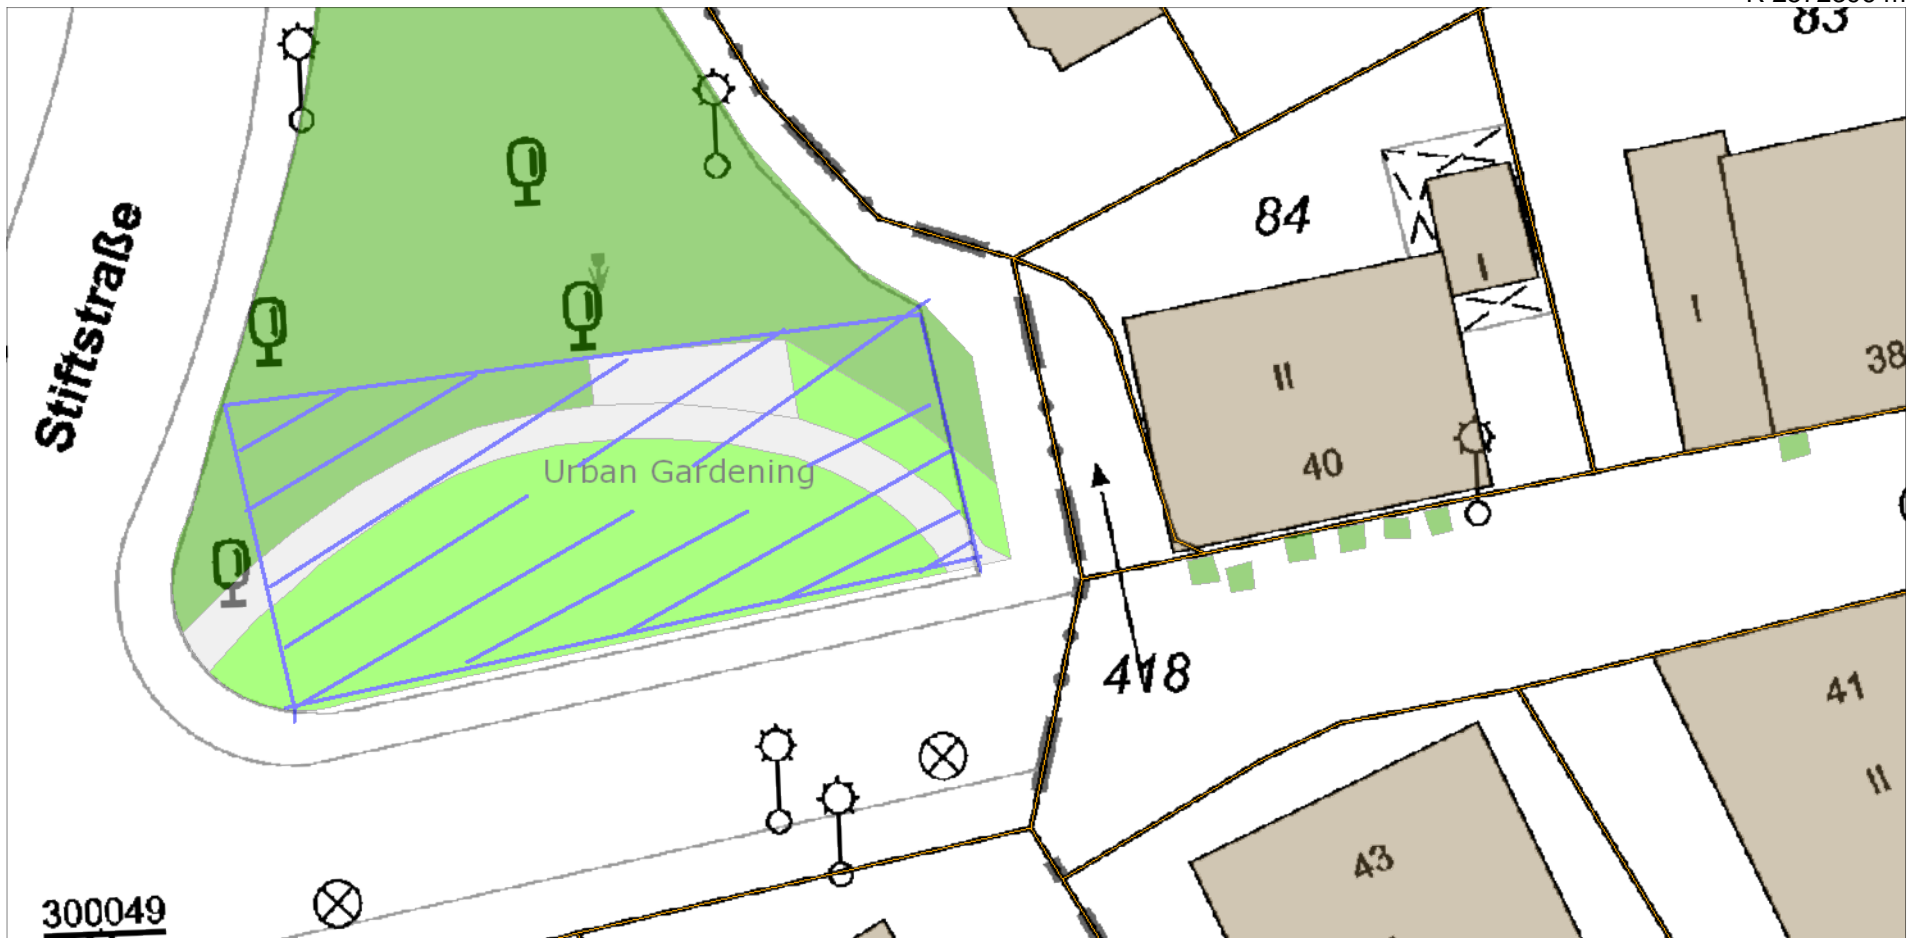 83
84
Stiftstraße
I
I
38
II
40
Urban Gardening
418
41
II
43
300049